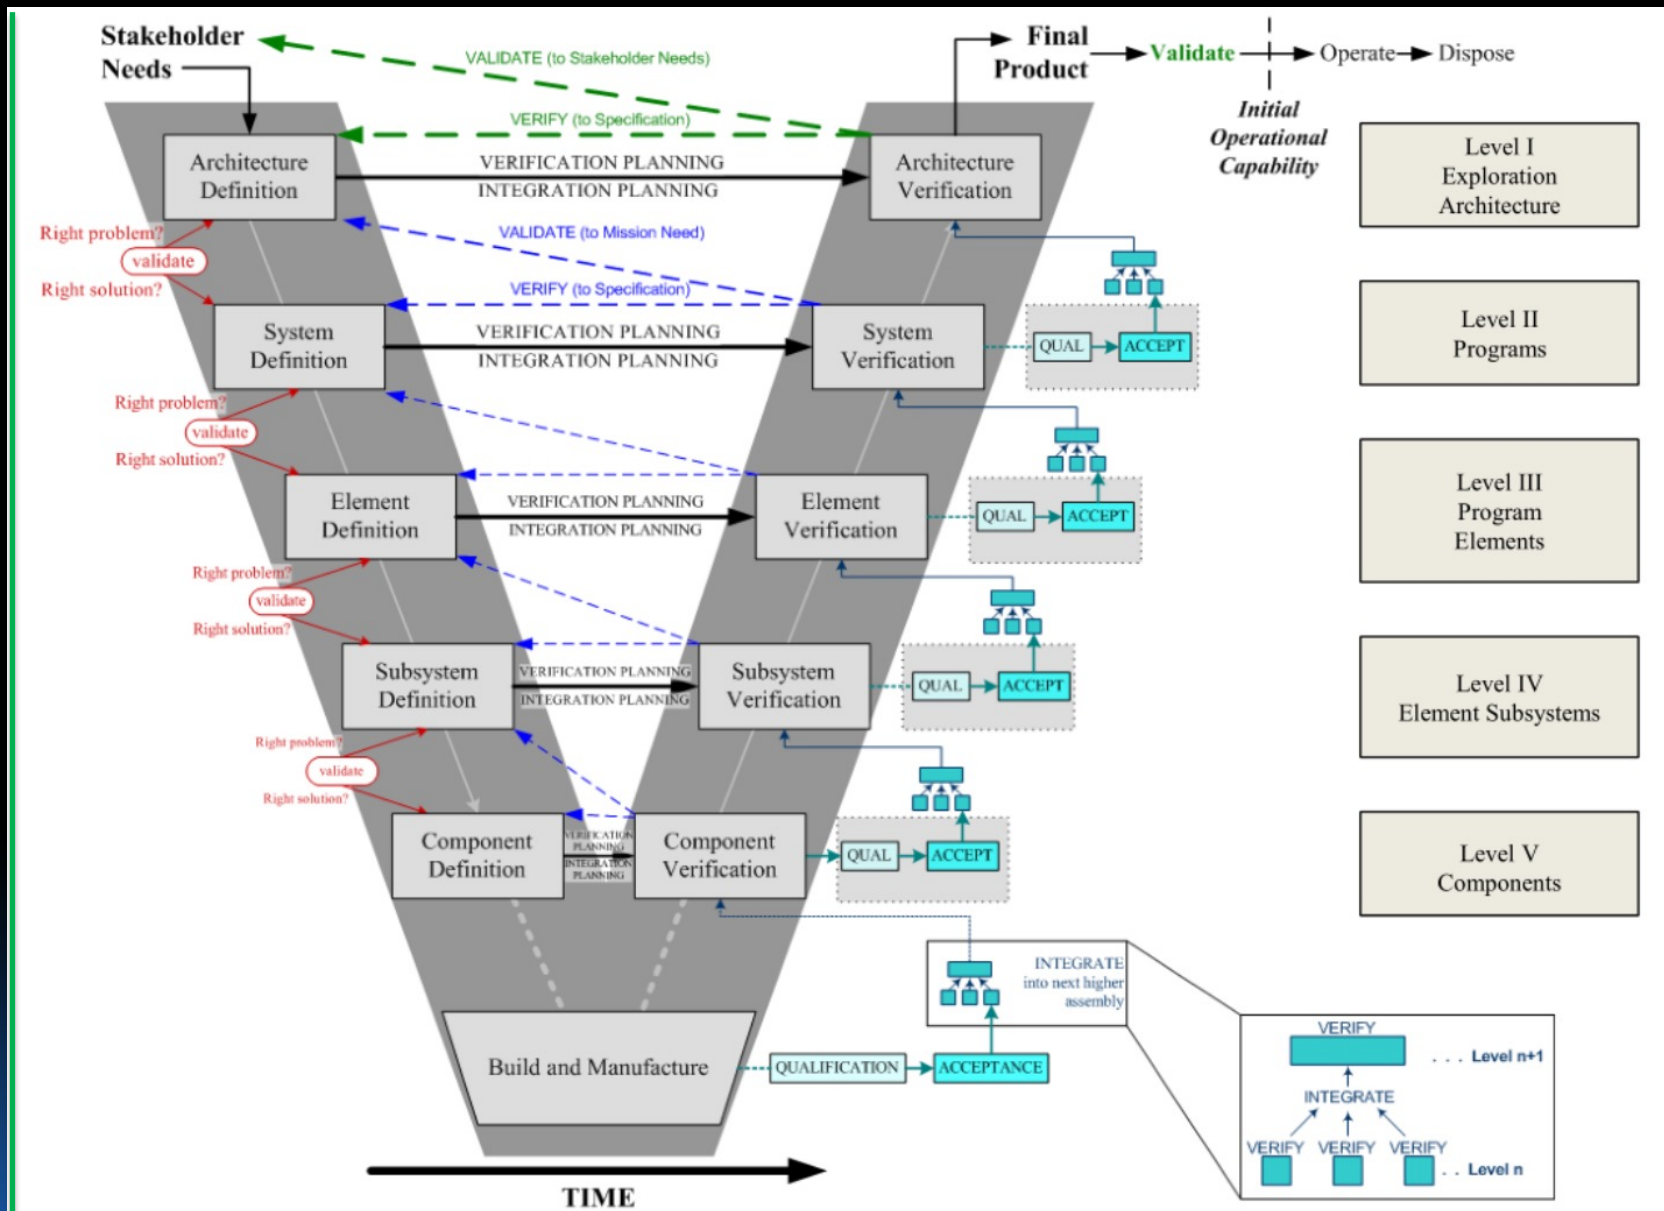 Stakeholder
Needs
VALIDATE (to Stakeholder Needs)
Final
Product
Validate
Operate
Dispose
Initial
Operational
Capability
VERIFY (to Specification)
Architecture
Definition
VERIFICATION PLANNING
INTEGRATION PLANNING
Architecture
Verification
Level I
Exploration
Architecture
Right problem?
validate
Right solution?
VALIDATE (to Mission Need)
VERIFY (to Specification)
System
Definition
VERIFICATION PLANNING
INTEGRATION PLANNING
System
Verification
QUAL
ACCEPT
Level II
Programs
Right problem?
validate
Right solution?
Element
Definition
VERIFICATION PLANNING
INTEGRATION PLANNING
Element
Verification
QUAL
ACCEPT
Level III
Program
Elements
Right problem?
validate
Right solution?
Subsystem
Definition
VERIFICATION PLANNING
INTEGRATION PLANNING
Subsystem
Verification
QUAL
ACCEPT
Level IV
Element Subsystems
Right problem?
validate
Right solution?
Component
Definition
VERIFICATION
PLANNING
INTEGRATION
PLANNING
Component
Verification
QUAL
ACCEPT
Level V
Components
INTEGRATE
into next higher
assembly
Build and Manufacture
QUALIFICATION
ACCEPTANCE
VERIFY
. . . Level n+1
INTEGRATE
VERIFY VERIFY VERIFY
. . Level n
TIME